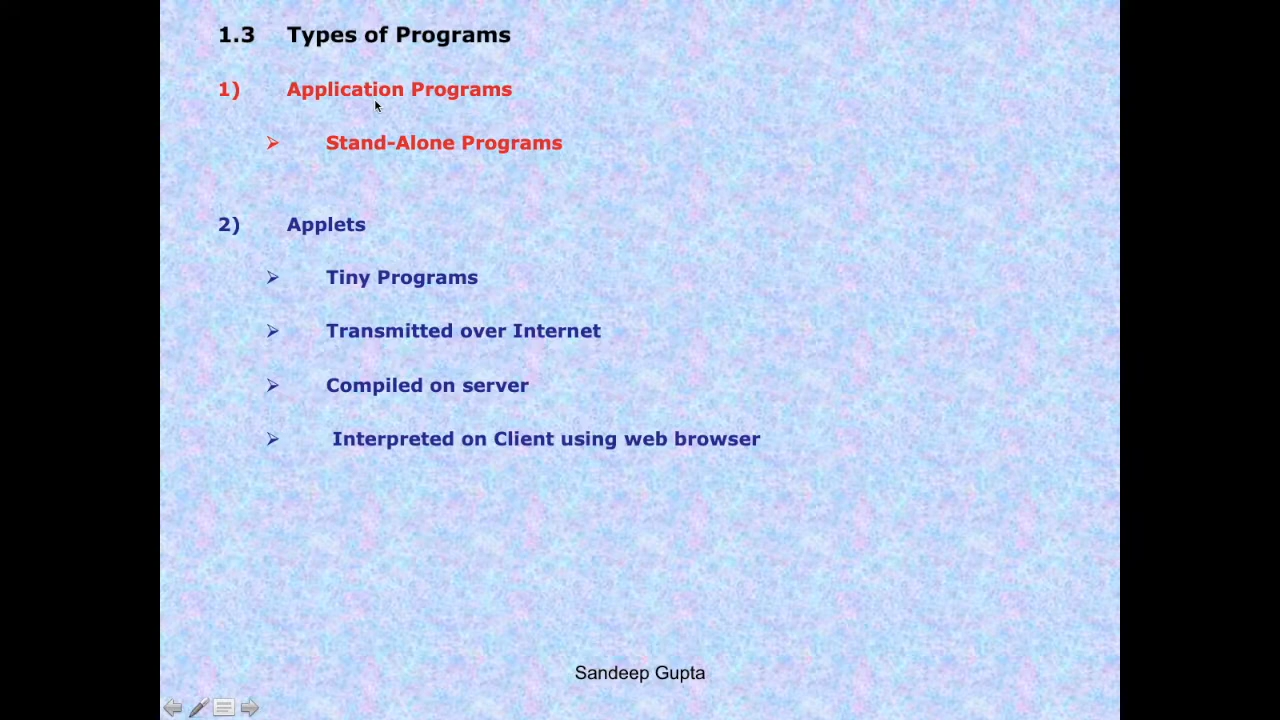 1.3 Types of Programs
1) Application Programs
➢ Stand-Alone Programs
2) Applets
➢ Tiny Programs
➢ Transmitted over Internet
➢ Compiled on server
➢ Interpreted on Client using web browser
Sandeep Gupta